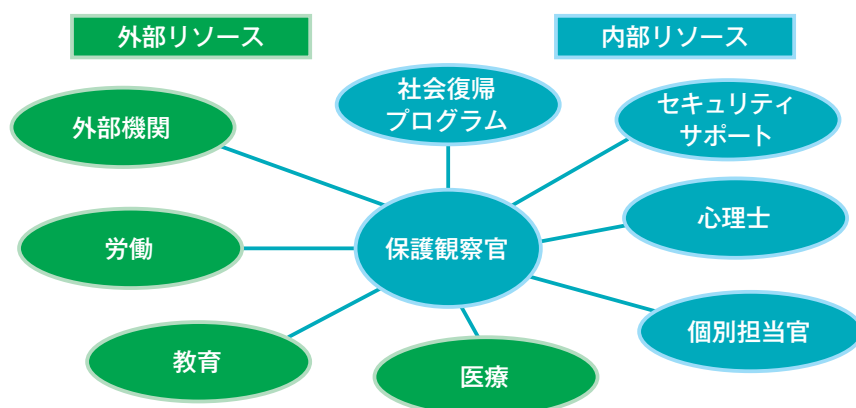 外部リソース
内部リソース
社会復帰
プログラム
セキュリティ
サポート
外部機関
心理士
労働
保護観察官
個別担当官
教育
医療